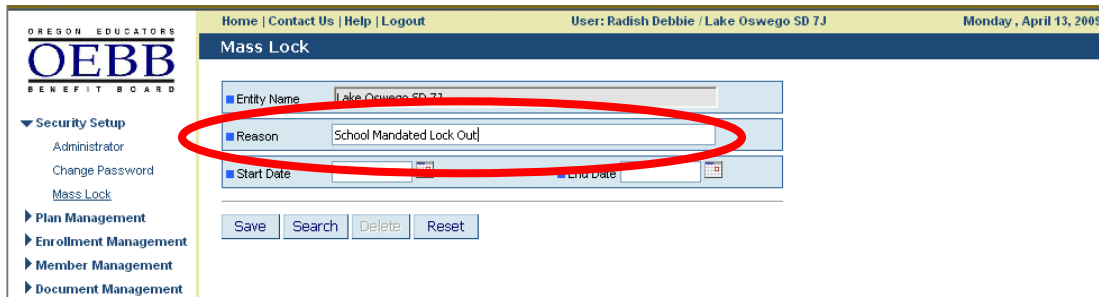 Home | Contact Us | Help | Logout User: Radish Debbie / Lake Oswego SD 7J Monday , April 13, 2009
OREGON EDUCATORS
OEBB
BENEFIT BOARD
Mass Lock
Entity Name Lake Oswego SD 7J
Security Setup
Reason School Mandated Lock Out
Administrator
Change Password
Start Date End Date
Mass Lock
Plan Management
Save Search Delete Reset
Enrollment Management
Member Management
Document Management